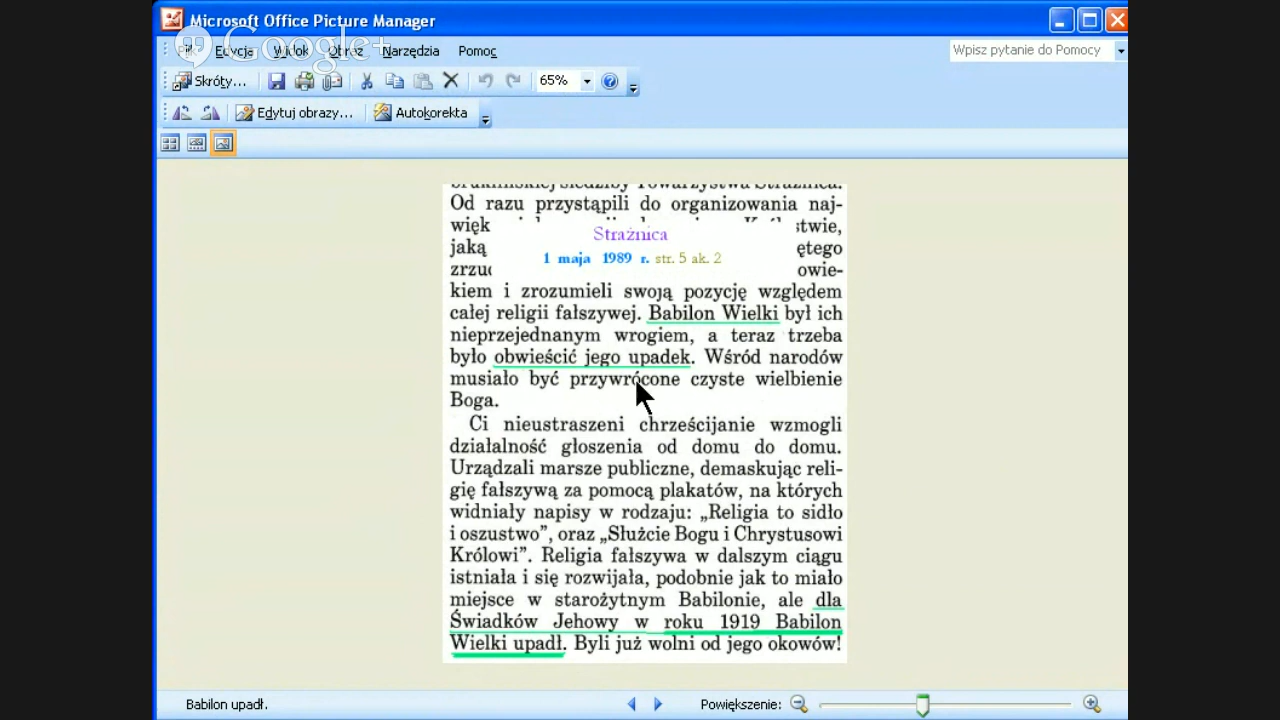 Microsoft Office Picture Manager
Google+
Edycja Widok Obraz Narzędzia Pomoc
Wpisz pytanie do Pomocy
Skróty...
65%
Edytuj obrazy...
Autokorekta
brooklińskiej siedziby Towarzystwa Strażnica.
Od razu przystąpili do organizowania naj-
więk
stwie,
Strażnica
jaką
ętego
1 maja 1989 r. str. 5 ak. 2
zrzuc
owie-
kiem i zrozumieli swoją pozycję względem
całej religii fałszywej. Babilon Wielki był ich
nieprzejednanym wrogiem, a teraz trzeba
było obwieścić jego upadek. Wśród narodów
musiało być przywrócone czyste wielbienie
Boga.
Ci nieustraszeni chrześcijanie wzmogli
działalność głoszenia od domu do domu.
Urządzali marsze publiczne, demaskując reli-
gię fałszywą za pomocą plakatów, na których
widniały napisy w rodzaju: „Religia to sidło
i oszustwo”, oraz „Służcie Bogu i Chrystusowi
Królowi”. Religia fałszywa w dalszym ciągu
istniała i się rozwijała, podobnie jak to miało
miejsce w starożytnym Babilonie, ale dla
Świadków Jehowy w roku 1919 Babilon
Wielki upadł. Byli już wolni od jego okowów!
Babilon upadł.
Powiększenie: